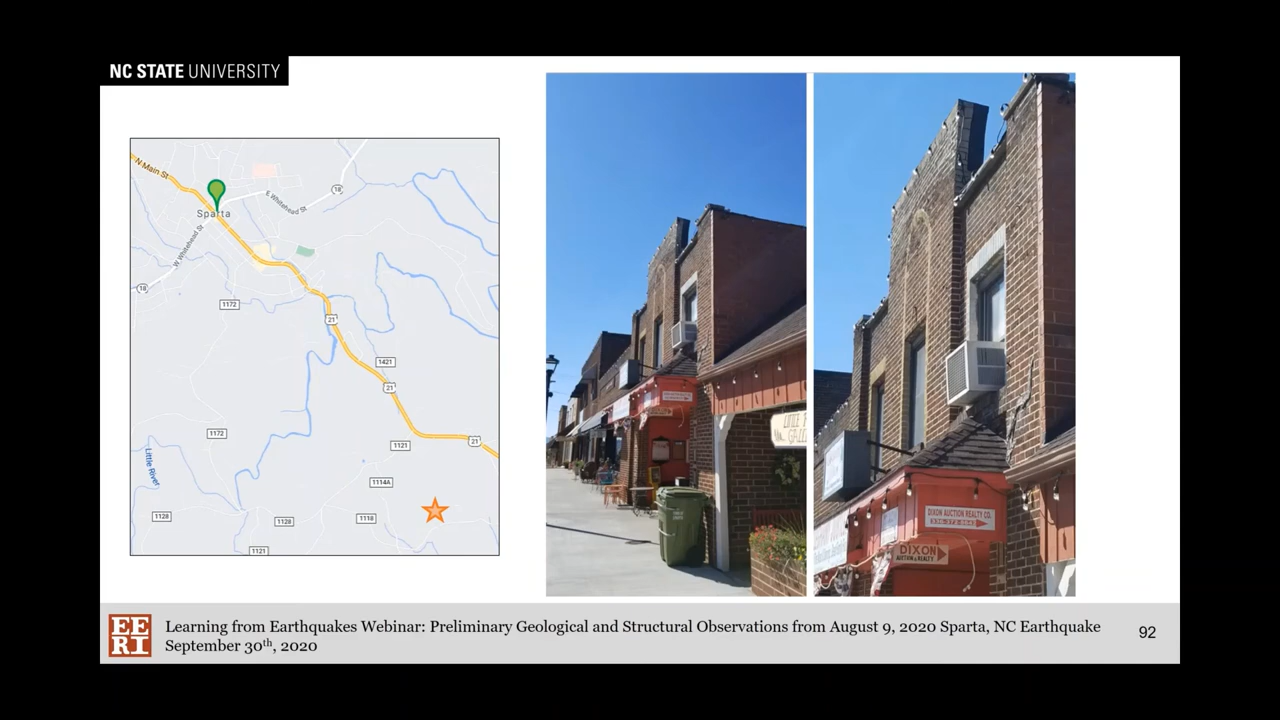 NC STATE UNIVERSITY
N Main St
18
Sparta
E Whitehead St
W Whitehead St
18
1172
21
1421
21
1172
1121
21
Little River
1114A
1128
1128
1118
1121
DIXON AUCTION REALTY CO.
DIXON
AUCTION & REALTY
EE
RI
Learning from Earthquakes Webinar: Preliminary Geological and Structural Observations from August 9, 2020 Sparta, NC Earthquake
September 30th, 2020
92